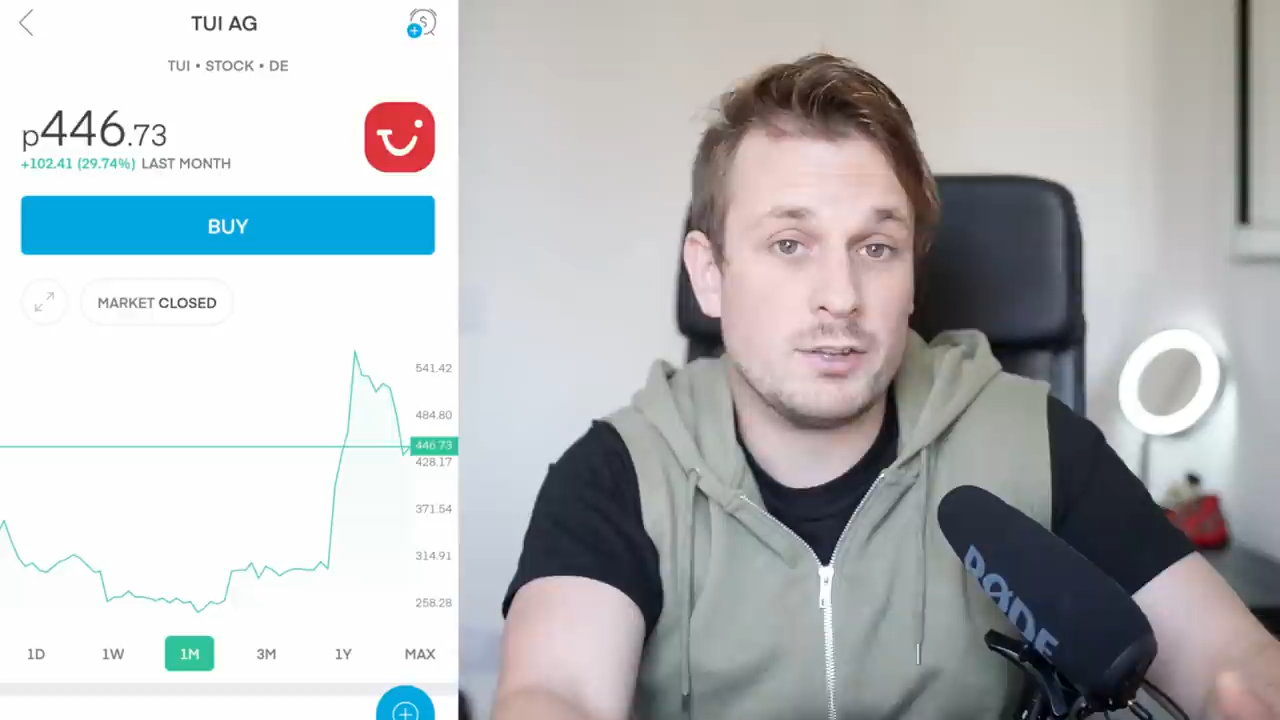 TUI AG
TUI • STOCK • DE
p446.73
+102.41 (29.74%) LAST MONTH
BUY
MARKET CLOSED
541.42
484.80
446.73
428.17
371.54
314.91
258.28
1D 1W 1M 3M 1Y MAX
RØDE